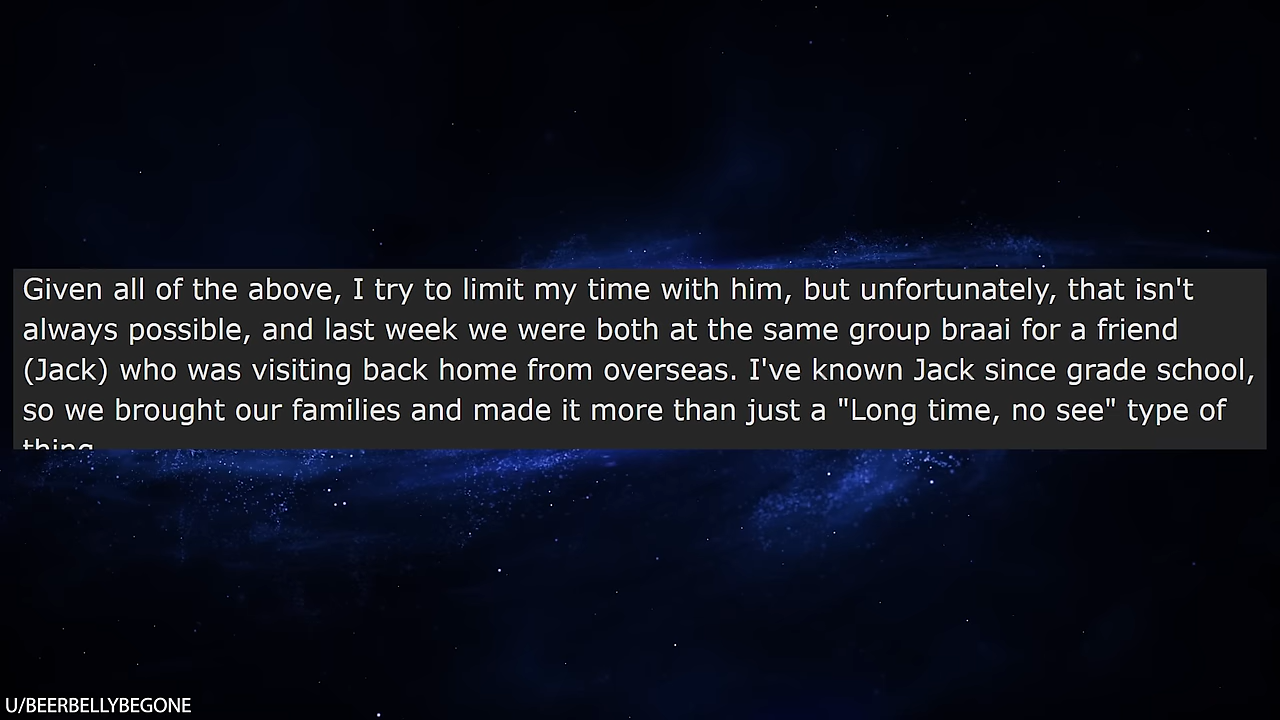 Given all of the above, I try to limit my time with him, but unfortunately, that isn't
always possible, and last week we were both at the same group braai for a friend
(Jack) who was visiting back home from overseas. I've known Jack since grade school,
so we brought our families and made it more than just a "Long time, no see" type of
thing
U/BEERBELLYBEGONE